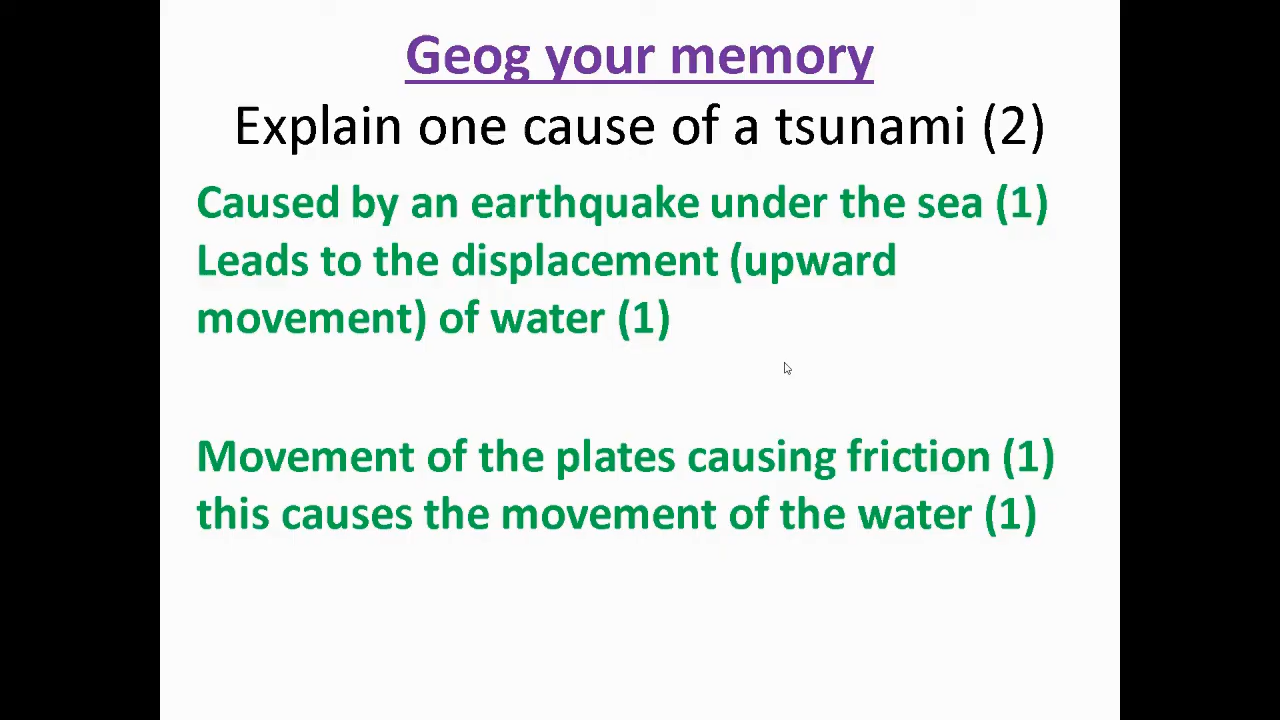 Geog your memory
Explain one cause of a tsunami (2)
Caused by an earthquake under the sea (1)
Leads to the displacement (upward
movement) of water (1)
Movement of the plates causing friction (1)
this causes the movement of the water (1)